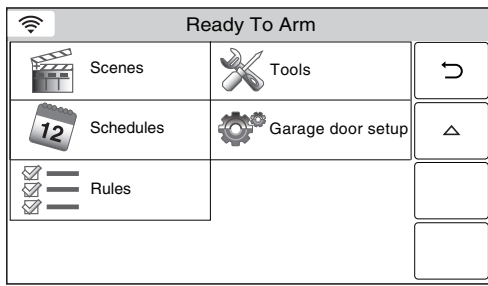 Ready To Arm
Scenes
Tools
12
Schedules
Garage door setup
Rules